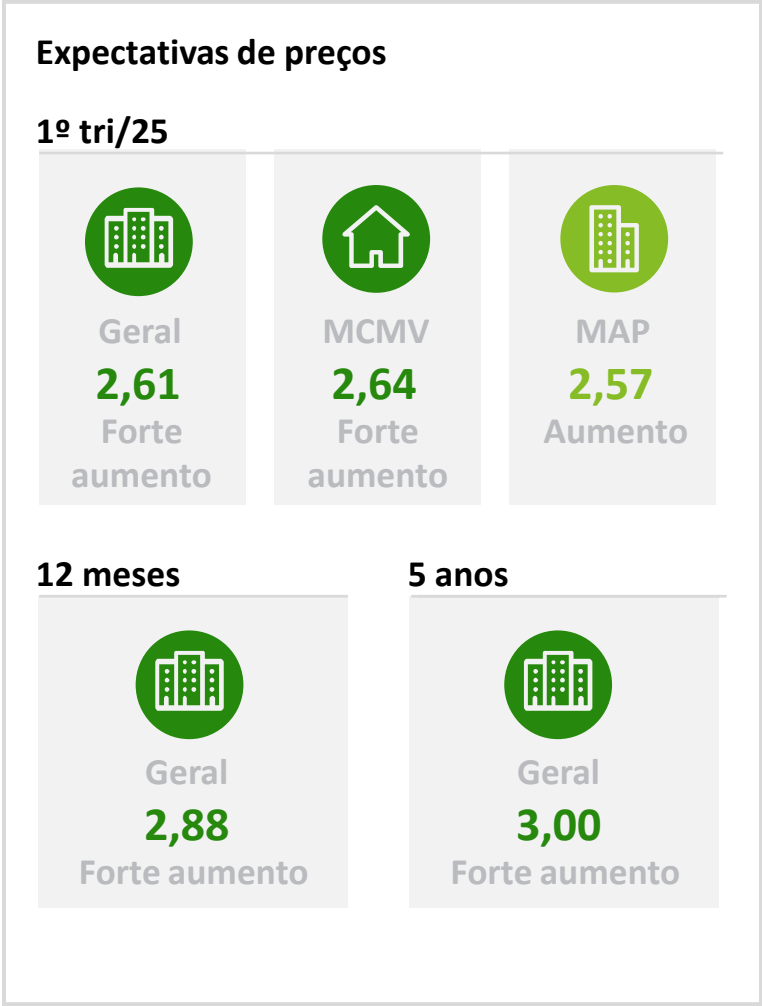 Expectativas de preços
1º tri/25
Geral
2,61
Forte
aumento
MCMV
2,64
Forte
aumento
MAP
2,57
Aumento
12 meses
Geral
2,88
Forte aumento
5 anos
Geral
3,00
Forte aumento